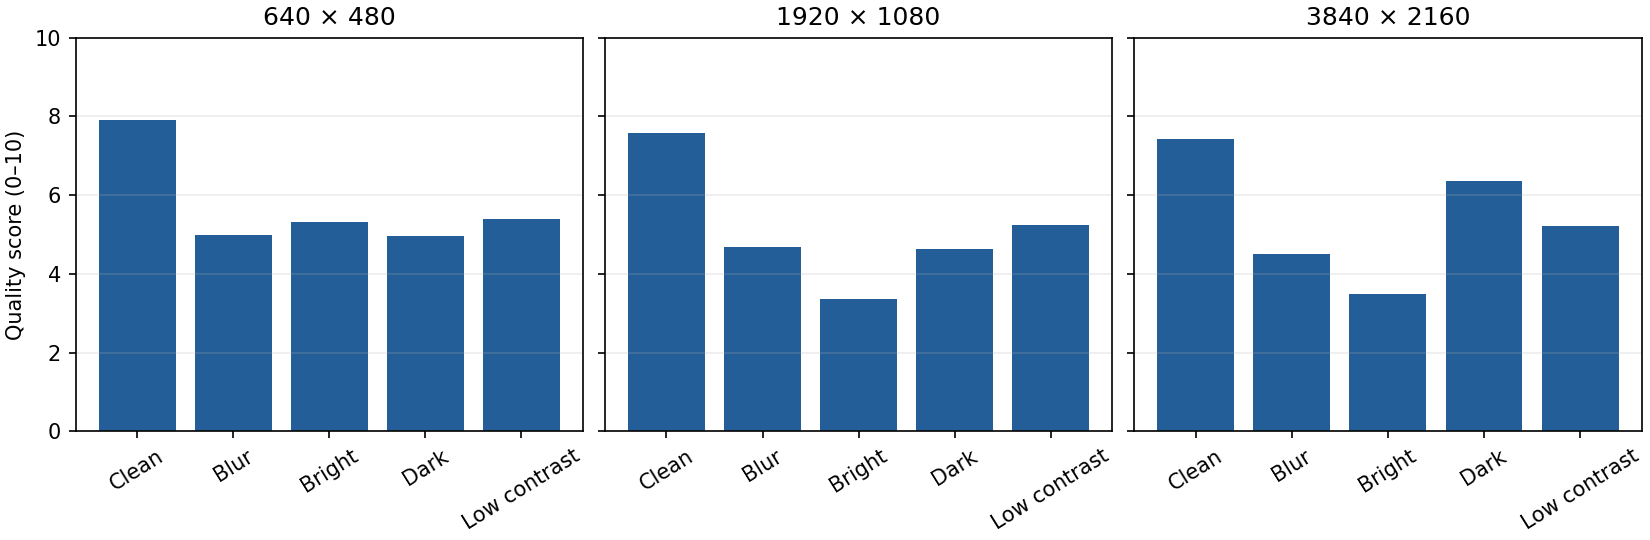 640 × 480
1920 × 1080
3840 × 2160
Quality score (0–10)
10
8
6
4
2
0
Clean
Blur
Bright
Dark
Low contrast
Clean
Blur
Bright
Dark
Low contrast
Clean
Blur
Bright
Dark
Low contrast